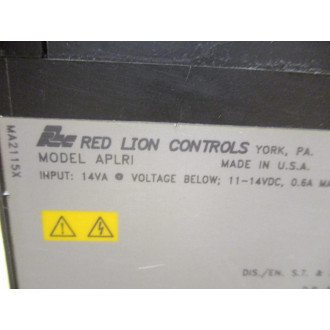 RLC RED LION CONTROLS YORK, PA.
MODEL APLRI MADE IN U.S.A.
INPUT: 14VA @ VOLTAGE BELOW; 11-14VDC, 0.6A
MA2115X
DIS./EN. S.T. &